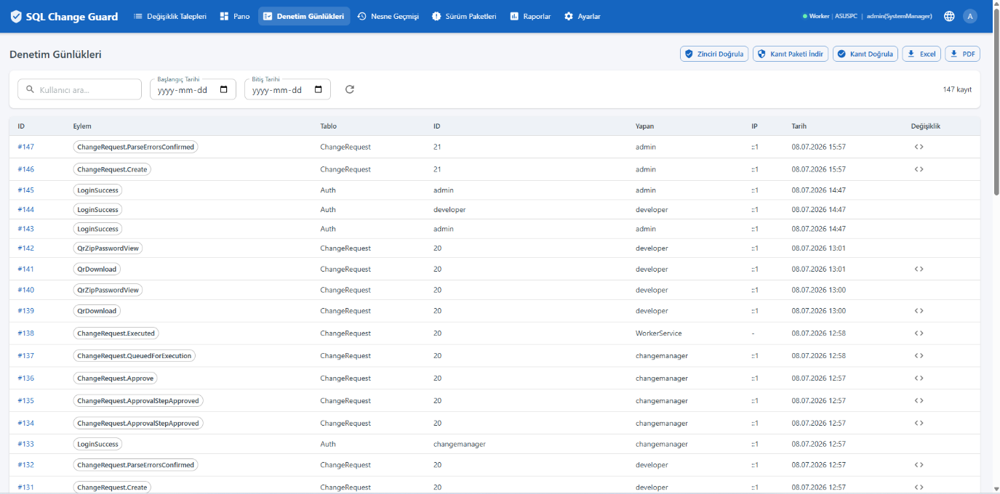 SQL Change Guard Değişiklik Talepleri Pano Denetim Günlükleri Nesne Geçmişi Sürüm Paketleri Raporlar Ayarlar Worker | ASUSPC | admin(SystemManager) A
Denetim Günlükleri Zinciri Doğrula Kanıt Paketi İndir Kanıt Doğrula Excel PDF
Kullanıcı ara... Başlangıç Tarihi yyyy-mm-dd Bitiş Tarihi yyyy-mm-dd 147 kayıt
ID Eylem Tablo ID Yapan IP Tarih Değişiklik
#147 ChangeRequest.ParseErrorsConfirmed ChangeRequest 21 admin ::1 08.07.2026 15:57 <>
#146 ChangeRequest.Create ChangeRequest 21 admin ::1 08.07.2026 15:57 <>
#145 LoginSuccess Auth admin admin ::1 08.07.2026 14:47
#144 LoginSuccess Auth developer developer ::1 08.07.2026 14:47
#143 LoginSuccess Auth admin admin ::1 08.07.2026 14:47
#142 QrZipPasswordView ChangeRequest 20 developer ::1 08.07.2026 13:01
#141 QrDownload ChangeRequest 20 developer ::1 08.07.2026 13:01 <>
#140 QrZipPasswordView ChangeRequest 20 developer ::1 08.07.2026 13:00
#139 QrDownload ChangeRequest 20 developer ::1 08.07.2026 13:00 <>
#138 ChangeRequest.Executed ChangeRequest 20 WorkerService - 08.07.2026 12:58 <>
#137 ChangeRequest.QueuedForExecution ChangeRequest 20 changemanager ::1 08.07.2026 12:58 <>
#136 ChangeRequest.Approve ChangeRequest 20 changemanager ::1 08.07.2026 12:57 <>
#135 ChangeRequest.ApprovalStepApproved ChangeRequest 20 changemanager ::1 08.07.2026 12:57 <>
#134 ChangeRequest.ApprovalStepApproved ChangeRequest 20 changemanager ::1 08.07.2026 12:57 <>
#133 LoginSuccess Auth changemanager changemanager ::1 08.07.2026 12:57
#132 ChangeRequest.ParseErrorsConfirmed ChangeRequest 20 developer ::1 08.07.2026 12:57 <>
#131 ChangeRequest.Create ChangeRequest 20 developer ::1 08.07.2026 12:57 <>